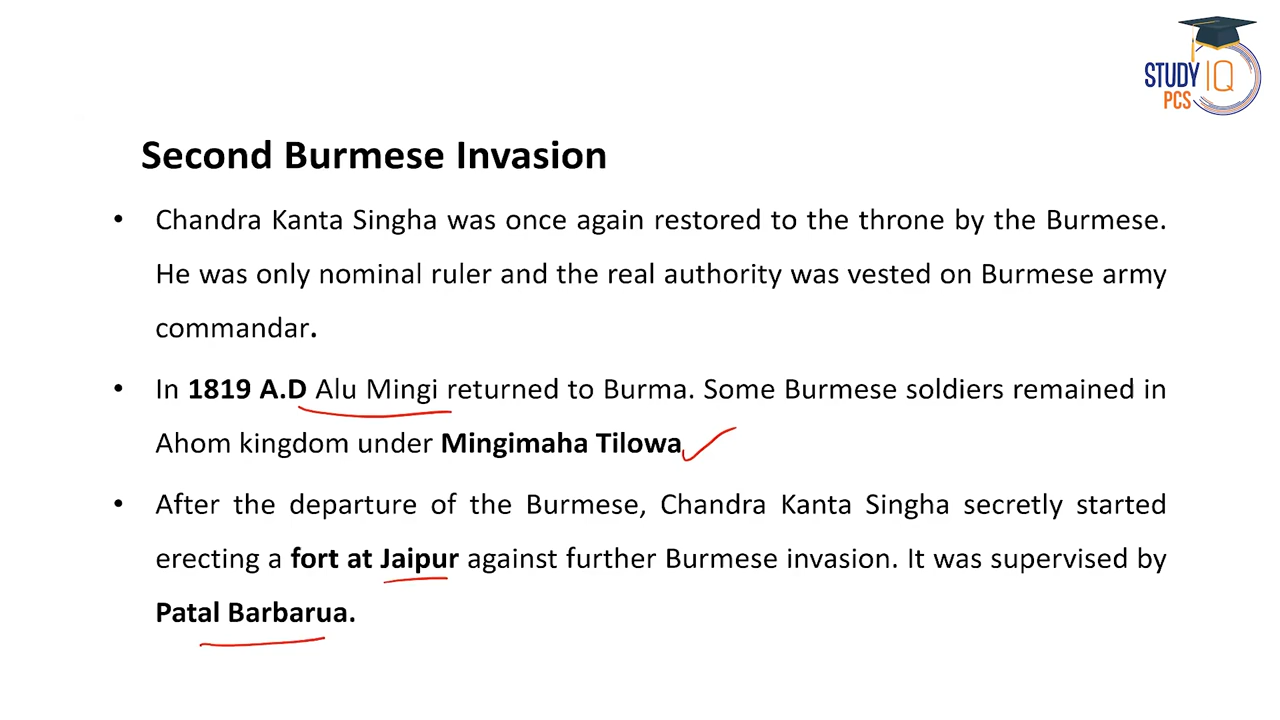 STUDY IQ
PCS
Second Burmese Invasion
• Chandra Kanta Singha was once again restored to the throne by the Burmese.
He was only nominal ruler and the real authority was vested on Burmese army
commandar.
• In 1819 A.D Alu Mingi returned to Burma. Some Burmese soldiers remained in
Ahom kingdom under Mingimaha Tilowa
• After the departure of the Burmese, Chandra Kanta Singha secretly started
erecting a fort at Jaipur against further Burmese invasion. It was supervised by
Patal Barbarua.